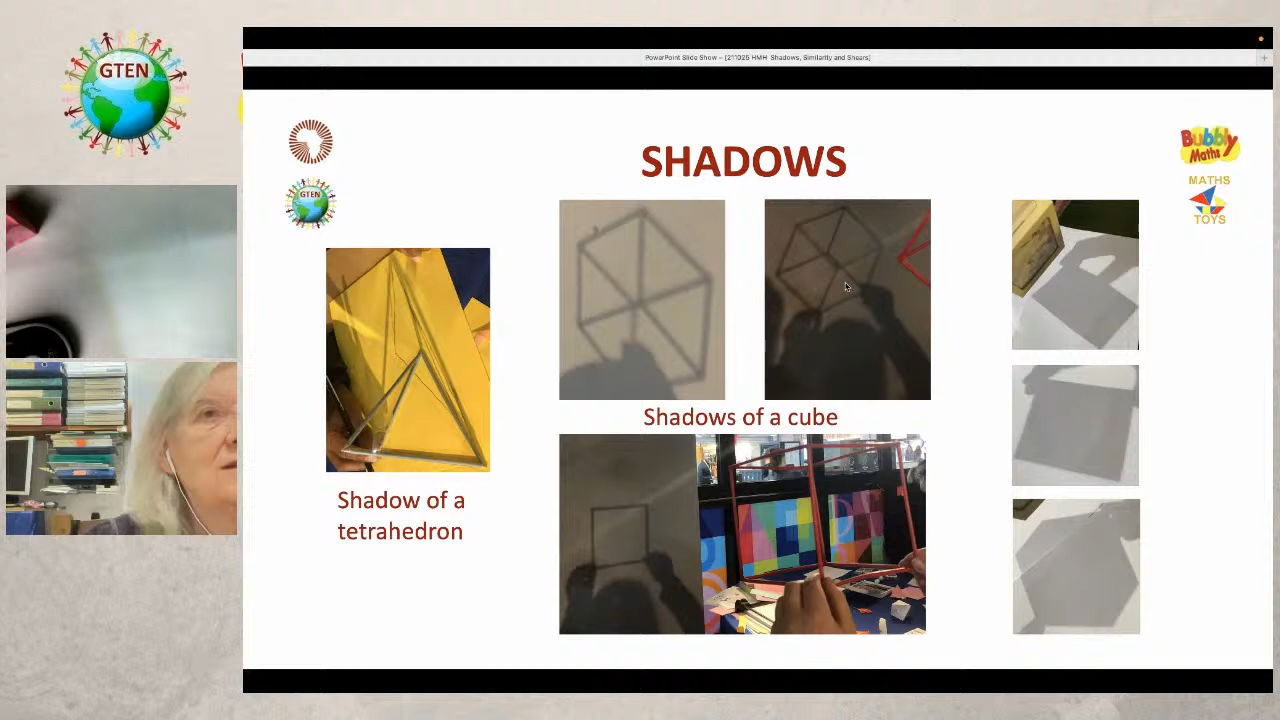 GTEN
PowerPoint Slide Show - [211026 HMH Shadows, Similarity and Shears]
SHADOWS
GTEN
Bubbly
Maths
MATHS
TOYS
Shadows of a cube
Shadow of a
tetrahedron